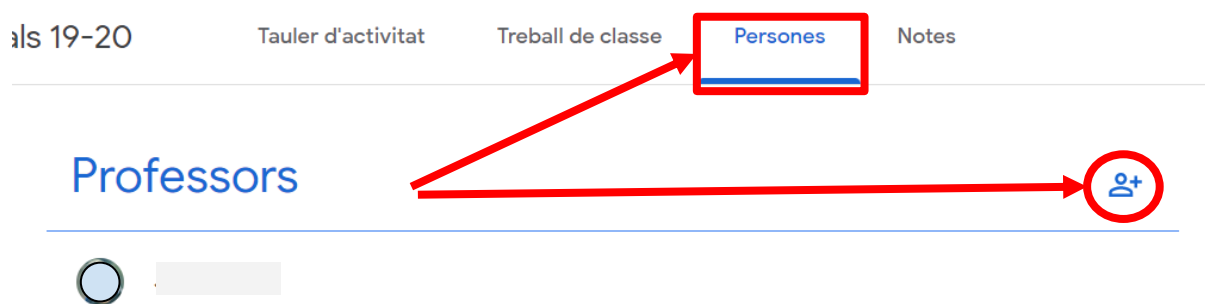 als 19-20 Tauler d'activitat Treball de classe Persones Notes
Professors